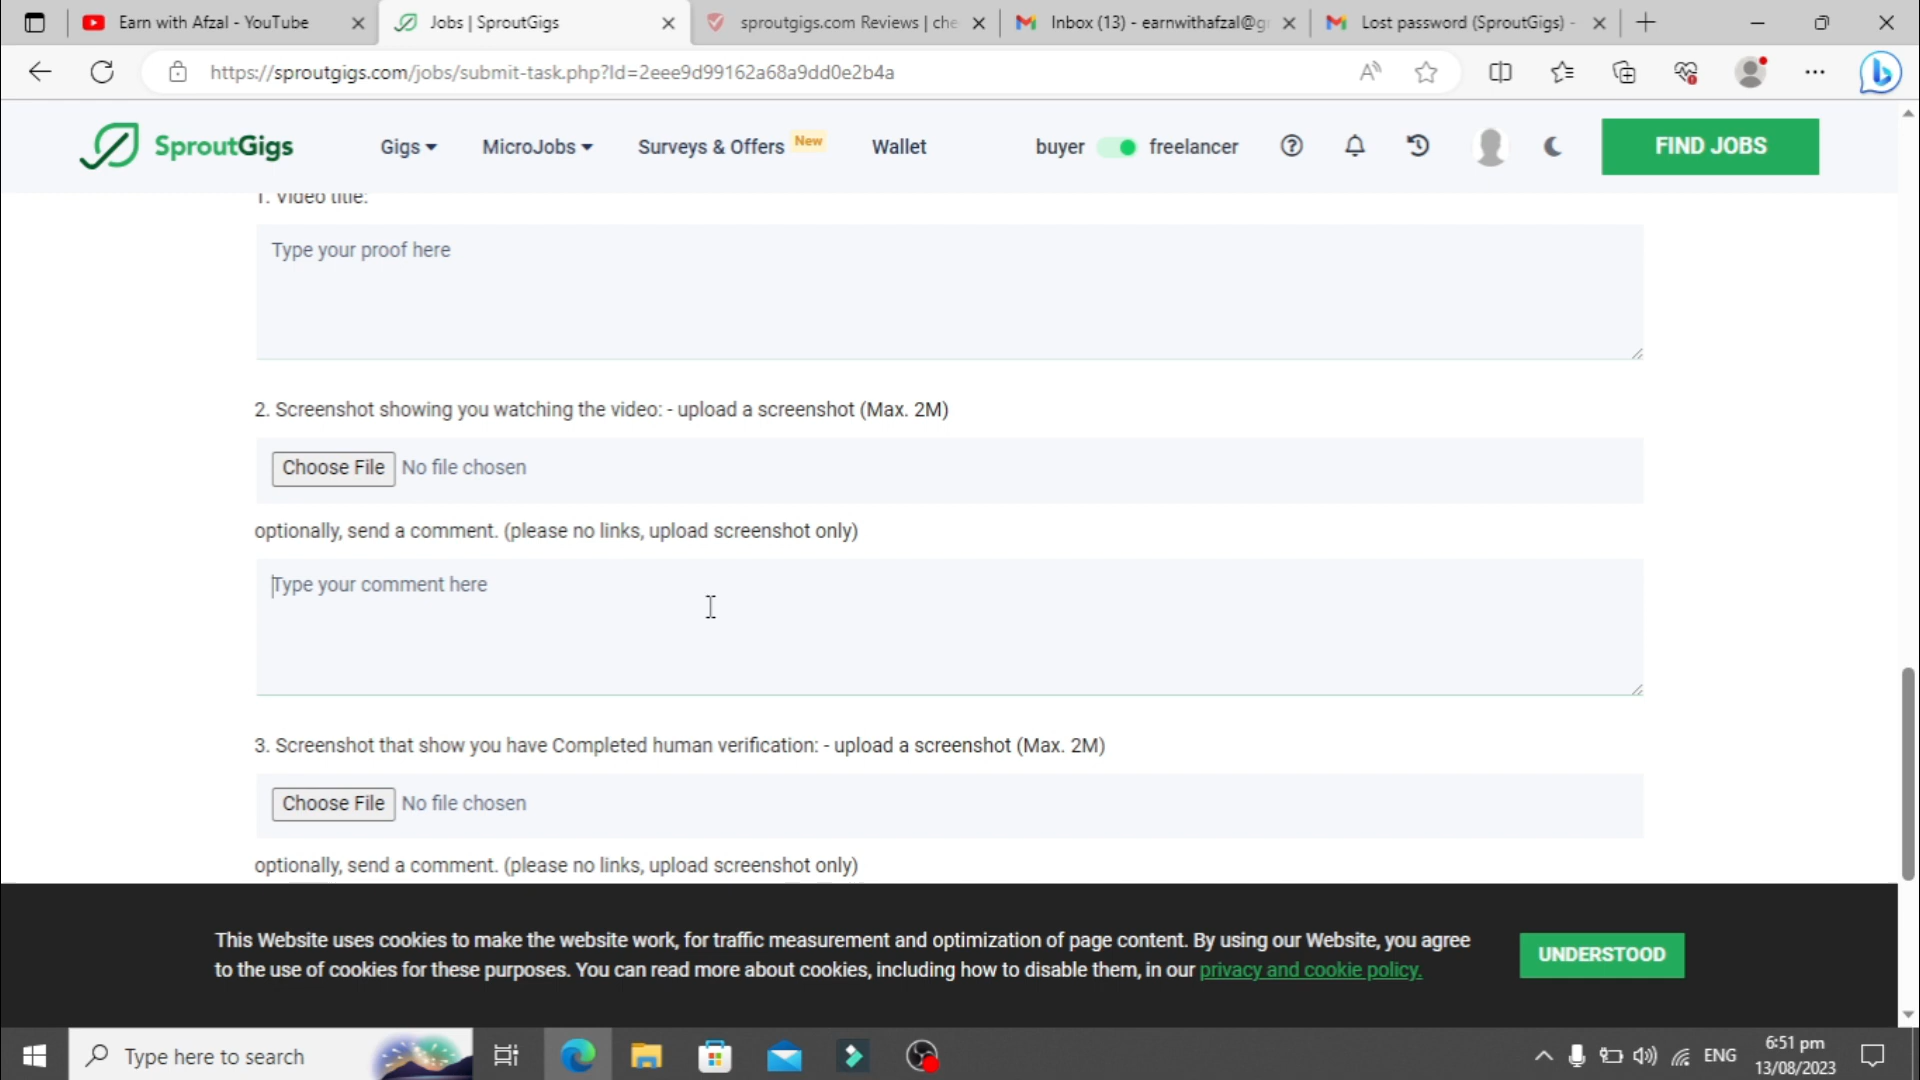 Earn with Afzal - YouTube
Jobs | SproutGigs
sproutgigs.com Reviews | che
Inbox (13) - earnwithafzal@g
Lost password (SproutGigs) -
https://sproutgigs.com/jobs/submit-task.php?Id=2eee9d99162a68a9dd0e2b4a
SproutGigs
Gigs
MicroJobs
Surveys & Offers
New
Wallet
buyer
freelancer
FIND JOBS
1. Video title:
Type your proof here
2. Screenshot showing you watching the video: - upload a screenshot (Max. 2M)
Choose File No file chosen
optionally, send a comment. (please no links, upload screenshot only)
Type your comment here
3. Screenshot that show you have Completed human verification: - upload a screenshot (Max. 2M)
Choose File No file chosen
optionally, send a comment. (please no links, upload screenshot only)
This Website uses cookies to make the website work, for traffic measurement and optimization of page content. By using our Website, you agree
to the use of cookies for these purposes. You can read more about cookies, including how to disable them, in our privacy and cookie policy.
UNDERSTOOD
Type here to search
ENG
6:51 pm
13/08/2023